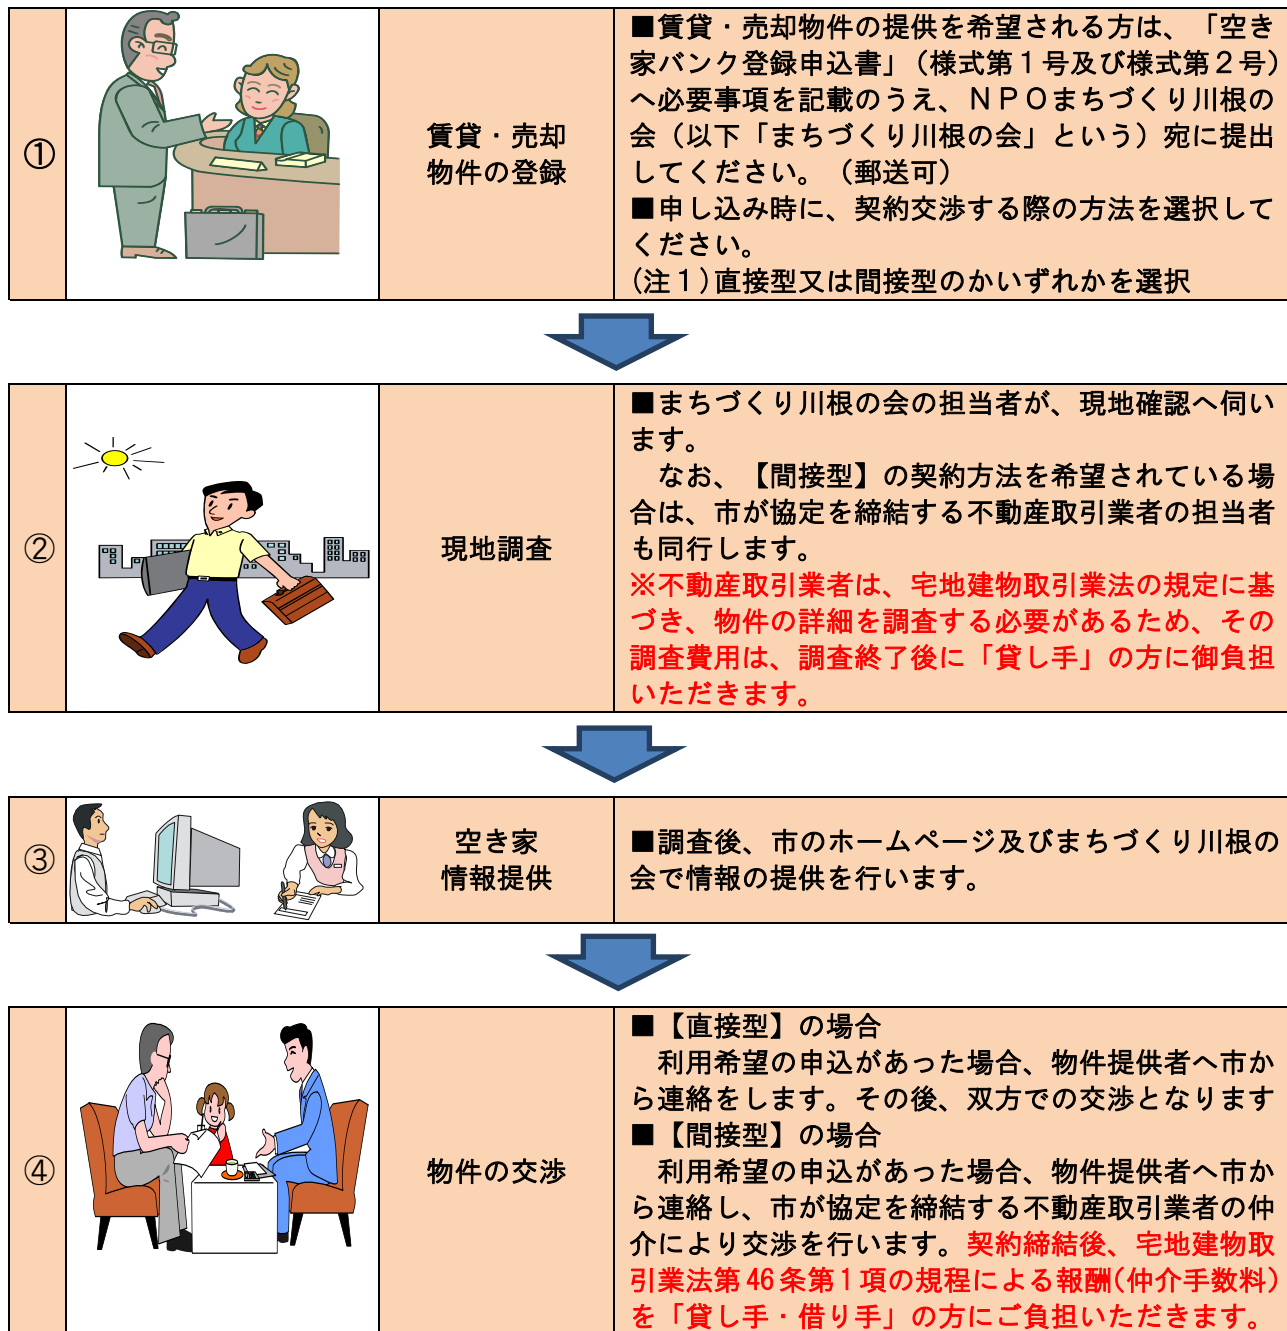 ①
賃貸・売却
物件の登録
■賃貸・売却物件の提供を希望される方は、「空き
家バンク登録申込書」（様式第１号及び様式第２号）
へ必要事項を記載のうえ、ＮＰＯまちづくり川根の
会（以下「まちづくり川根の会」という）宛に提出
してください。（郵送可）
■申し込み時に、契約交渉する際の方法を選択して
ください。
(注１)直接型又は間接型のかいずれかを選択
②
現地調査
■まちづくり川根の会の担当者が、現地確認へ伺い
ます。
なお、【間接型】の契約方法を希望されている場
合は、市が協定を締結する不動産取引業者の担当者
も同行します。
※不動産取引業者は、宅地建物取引業法の規定に基
づき、物件の詳細を調査する必要があるため、その
調査費用は、調査終了後に「貸し手」の方に御負担
いただきます。
③
空き家
情報提供
■調査後、市のホームページ及びまちづくり川根の
会で情報の提供を行います。
④
物件の交渉
■【直接型】の場合
利用希望の申込があった場合、物件提供者へ市か
ら連絡をします。その後、双方での交渉となります
■【間接型】の場合
利用希望の申込があった場合、物件提供者へ市か
ら連絡し、市が協定を締結する不動産取引業者の仲
介により交渉を行います。契約締結後、宅地建物取
引業法第46条第１項の規程による報酬(仲介手数料)
を「貸し手・借り手」の方にご負担いただきます。